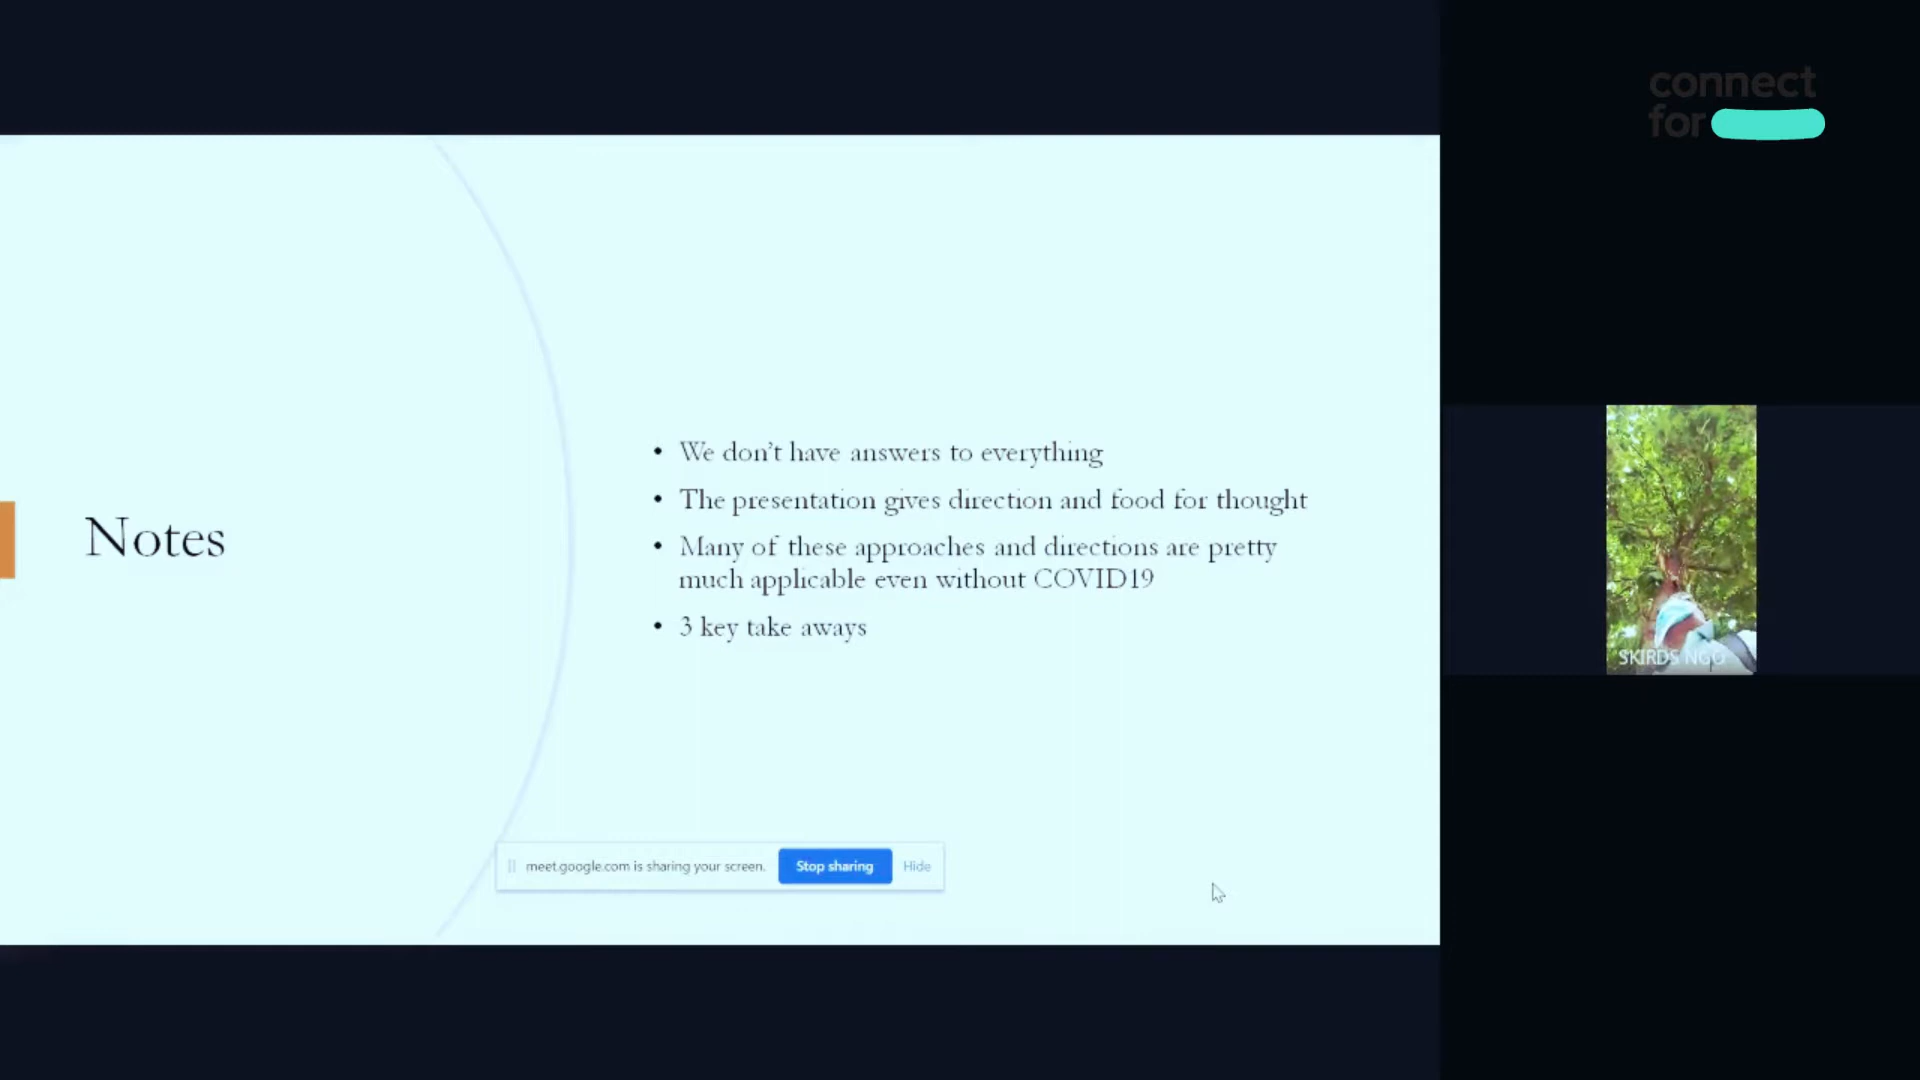 connect
for
Notes
• We don't have answers to everything
• The presentation gives direction and food for thought
• Many of these approaches and directions are pretty
much applicable even without COVID19
• 3 key take aways
SKIRDS NGO
meet.google.com is sharing your screen.
Stop sharing
Hide